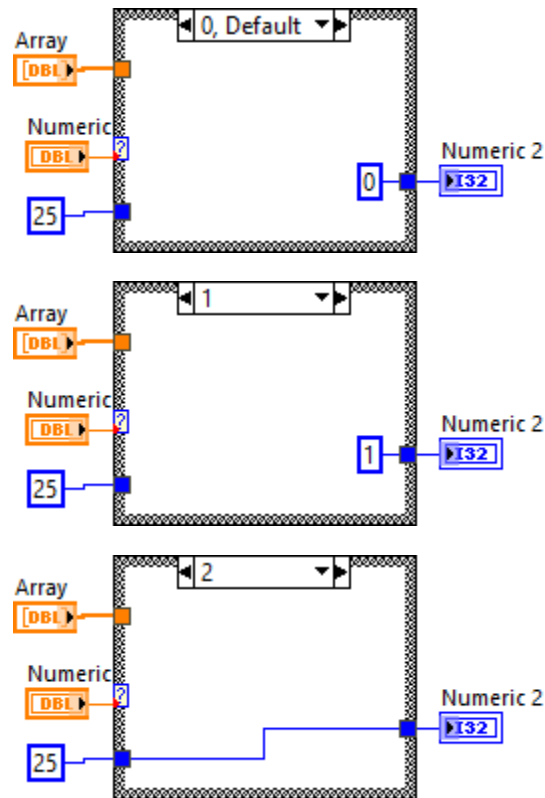 0, Default
Array
[DBL]
Numeric
?
DBL
Numeric 2
25
0
I32
1
Array
[DBL]
Numeric
?
DBL
Numeric 2
25
1
I32
2
Array
[DBL]
Numeric
?
DBL
Numeric 2
25
I32